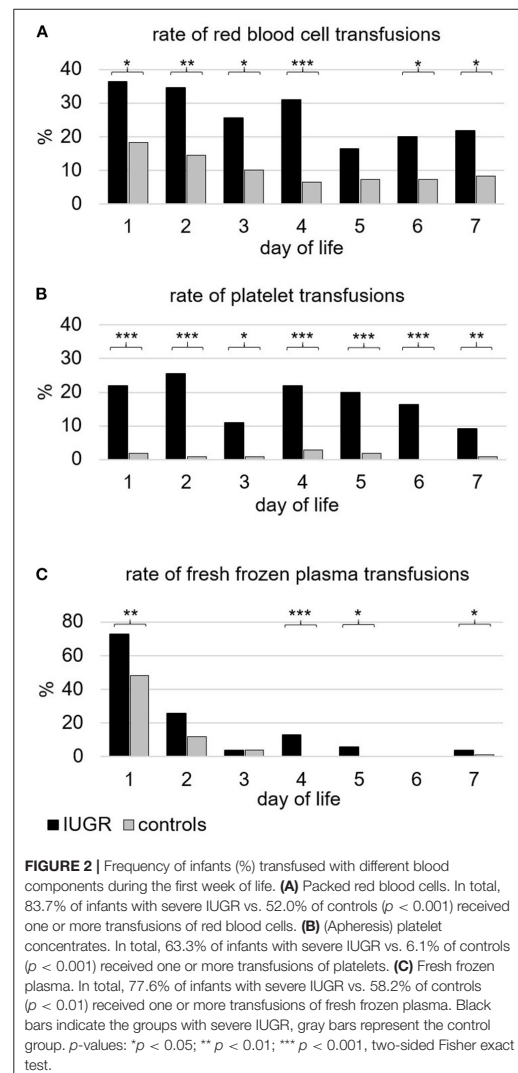 A rate of red blood cell transfusions
* ** * *** * *
40
30
20
10
0
%
1 2 3 4 5 6 7
day of life
B rate of platelet transfusions
*** *** * *** *** *** **
40
30
20
10
0
%
1 2 3 4 5 6 7
day of life
C rate of fresh frozen plasma transfusions
** *** * *
80
60
40
20
0
%
1 2 3 4 5 6 7
day of life
IUGR controls
FIGURE 2 | Frequency of infants (%) transfused with different blood
components during the first week of life. (A) Packed red blood cells. In total,
83.7% of infants with severe IUGR vs. 52.0% of controls (p < 0.001) received
one or more transfusions of red blood cells. (B) (Apheresis) platelet
concentrates. In total, 63.3% of infants with severe IUGR vs. 6.1% of controls
(p < 0.001) received one or more transfusions of platelets. (C) Fresh frozen
plasma. In total, 77.6% of infants with severe IUGR vs. 58.2% of controls
(p < 0.01) received one or more transfusions of fresh frozen plasma. Black
bars indicate the groups with severe IUGR, gray bars represent the control
group. p-values: *p < 0.05; ** p < 0.01; *** p < 0.001, two-sided Fisher exact
test.